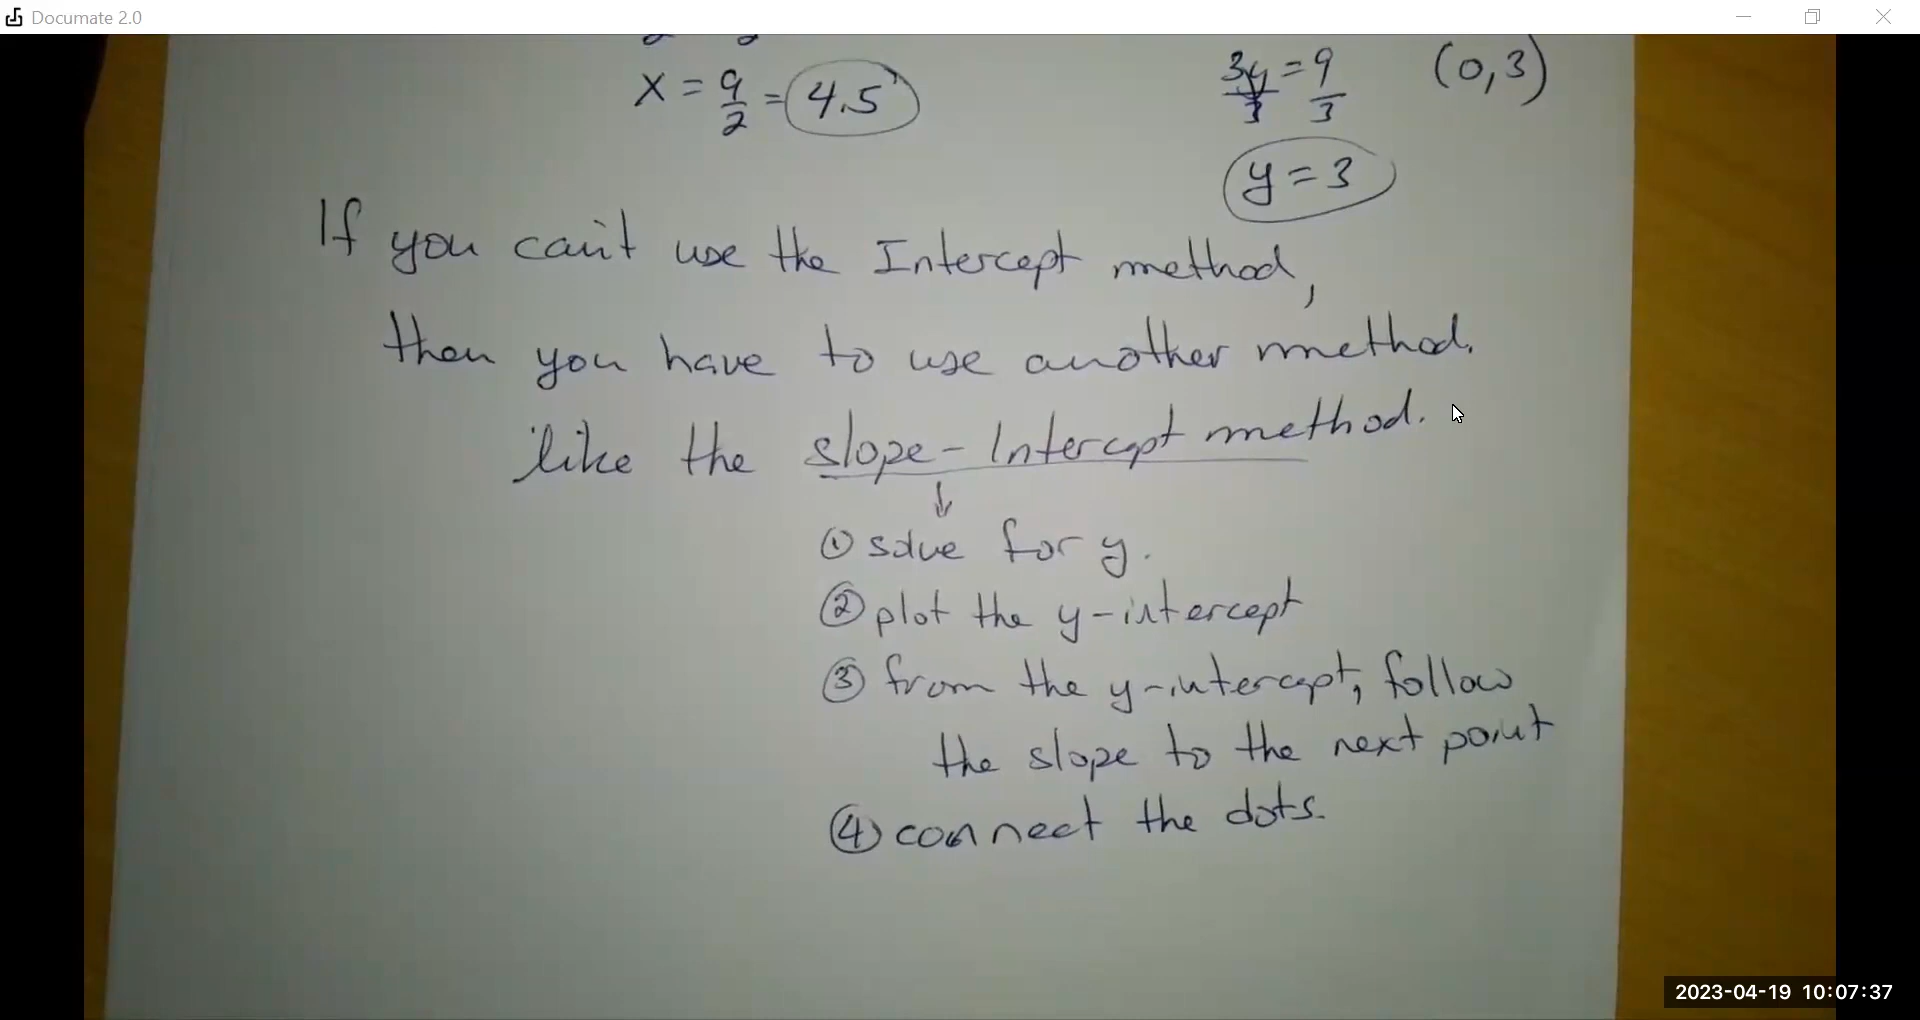 Documate 2.0
x = 9/2 = 4.5
3y/3 = 9/3 (0,3)
y = 3
If you can't use the Intercept method,
then you have to use another method.
like the slope-Intercept method.
↓
① solve for y.
② plot the y-intercept
③ from the y-intercept, follow
the slope to the next point
④ connect the dots.
2023-04-19 10:07:37